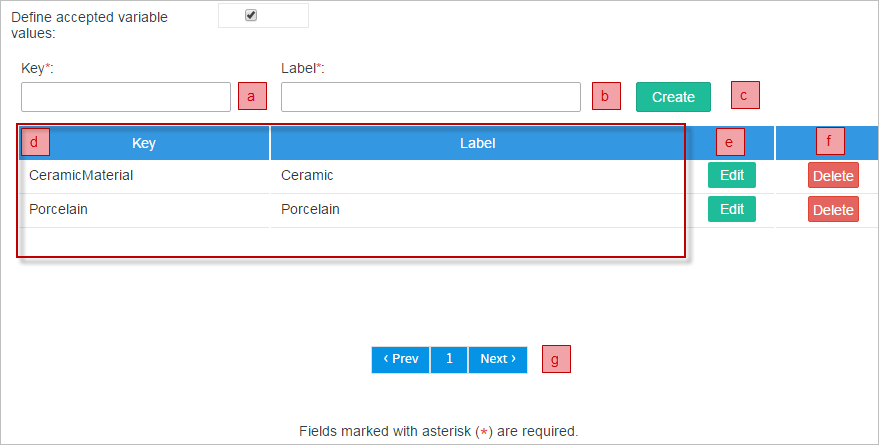 Define accepted variable
values:
Key*: Label*:
a b Create c
d Key Label e f
CeramicMaterial Ceramic Edit Delete
Porcelain Porcelain Edit Delete
‹ Prev 1 Next › g
Fields marked with asterisk (*) are required.